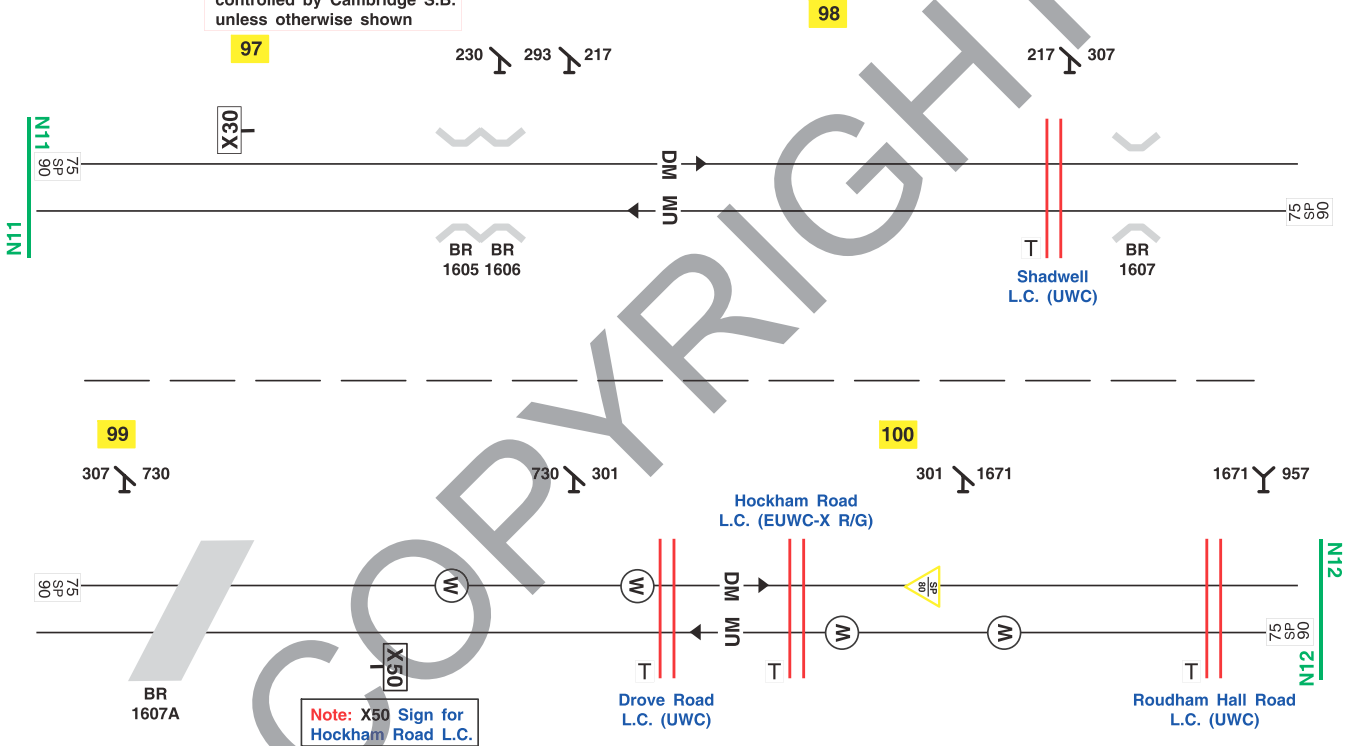 controlled by Cambridge S.B.
unless otherwise shown
97
98
230
293
217
217
307
X30
N11
75
SP
90
DM
N11
UM
75
SP
90
BR
1605
BR
1606
T
Shadwell
L.C. (UWC)
BR
1607
99
100
307
730
730
301
301
1671
1671
957
Hockham Road
L.C. (EUWC-X R/G)
N12
75
SP
90
W
W
DM
SP
80
UM
W
W
75
SP
90
N12
X50
T
T
T
BR
1607A
Note: X50 Sign for
Hockham Road L.C.
Drove Road
L.C. (UWC)
Roudham Hall Road
L.C. (UWC)
COPYRIGHT